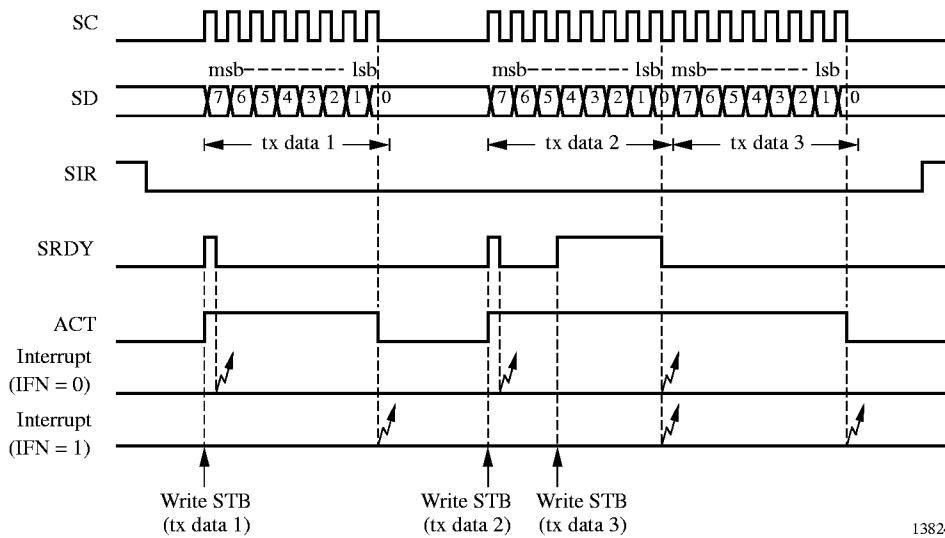 SC
msb lsb msb lsb msb lsb
SD 7 6 5 4 3 2 1 0 7 6 5 4 3 2 1 0 7 6 5 4 3 2 1 0
tx data 1 tx data 2 tx data 3
SIR
SRDY
ACT
Interrupt
(IFN = 0)
Interrupt
(IFN = 1)
Write STB Write STB Write STB
(tx data 1) (tx data 2) (tx data 3)